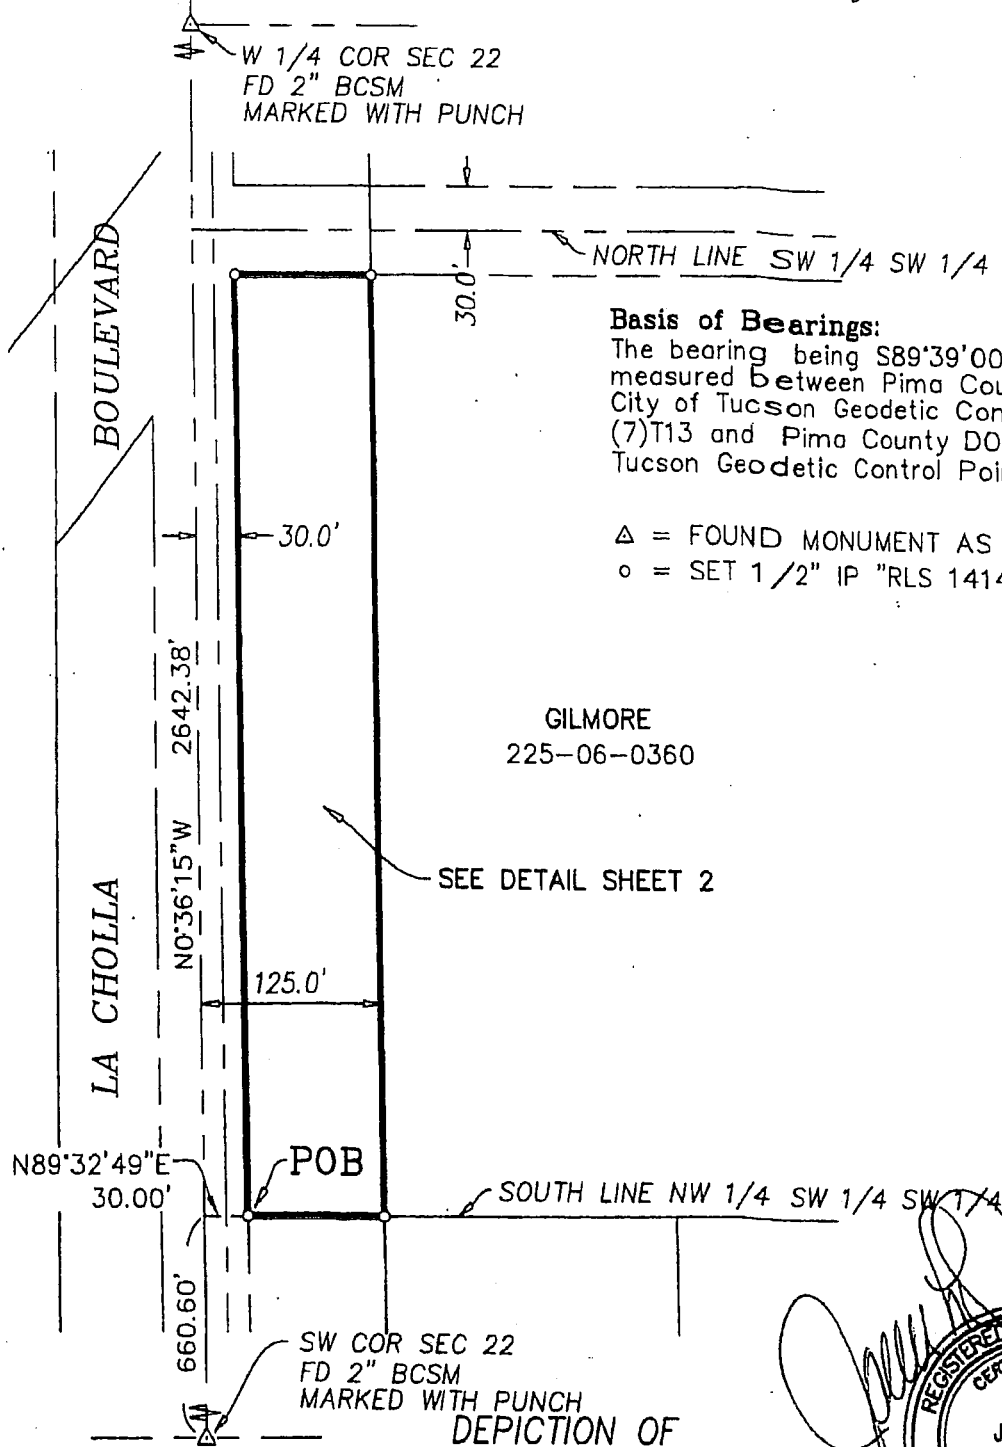 W 1/4 COR SEC 22
FD 2" BCSM
MARKED WITH PUNCH
NORTH LINE SW 1/4 SW 1/4
30.0'
BOULEVARD
Basis of Bearings:
The bearing being S89°39'00
measured between Pima Cou
City of Tucson Geodetic Con
(7)T13 and Pima County DO
Tucson Geodetic Control Poi
30.0'
Δ = FOUND MONUMENT AS
o = SET 1/2" IP "RLS 1414
2642.38'
N0°36'15"W
GILMORE
225-06-0360
SEE DETAIL SHEET 2
LA CHOLLA
125.0'
N89°32'49"E
30.00'
POB
SOUTH LINE NW 1/4 SW 1/4 SW 1/4
660.60'
SW COR SEC 22
FD 2" BCSM
MARKED WITH PUNCH
DEPICTION OF
REGISTERED
CER